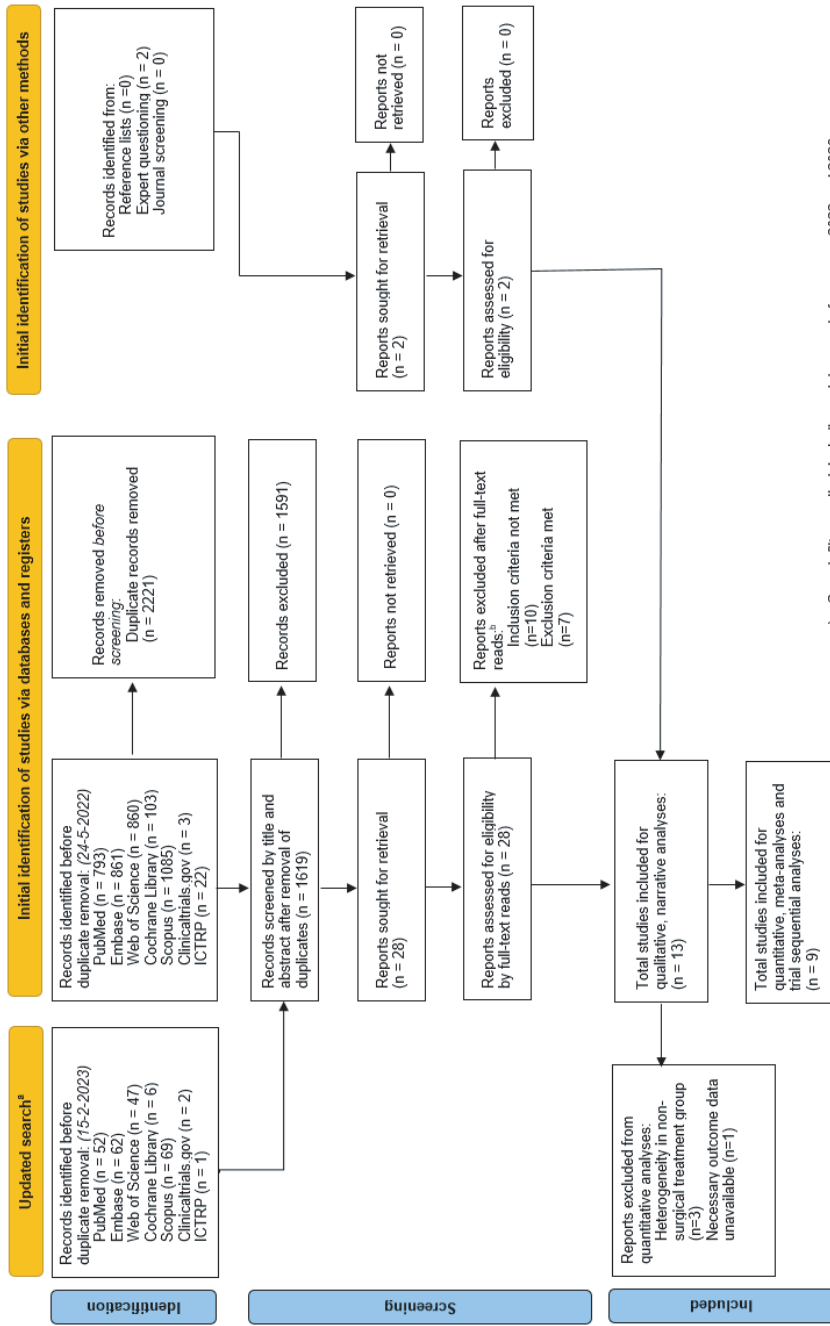 Updated searchª
Initial identification of studies via databases and registers
Initial identification of studies via other methods
Identification
Records identified before
duplicate removal: (15-2-2023)
PubMed (n = 52)
Embase (n = 62)
Web of Science (n = 47)
Cochrane Library (n = 6)
Scopus (n = 69)
Clinicaltrials.gov (n = 2)
ICTRP (n = 1)
Records identified before
duplicate removal: (24-5-2022)
PubMed (n = 793)
Embase (n = 861)
Web of Science (n = 860)
Cochrane Library (n = 103)
Scopus (n = 1085)
Clinicaltrials.gov (n = 3)
ICTRP (n = 22)
Records removed before
screening:
Duplicate records removed
(n = 2221)
Records identified from:
Reference lists (n =0)
Expert questioning (n = 2)
Journal screening (n = 0)
Screening
Records screened by title and
abstract after removal of
duplicates (n = 1619)
Records excluded (n = 1591)
Reports sought for retrieval
(n = 28)
Reports not retrieved (n = 0)
Reports sought for retrieval
(n = 2)
Reports not
retrieved (n = 0)
Reports assessed for eligibility
by full-text reads (n = 28)
Reports excluded after full-text
reads:ᵇ
Inclusion criteria not met
(n=10)
Exclusion criteria met
(n=7)
Reports assessed for
eligibility (n = 2)
Reports
excluded (n = 0)
Included
Reports excluded from
quantitative analyses:
Heterogeneity in non-
surgical treatment group
(n=3)
Necessary outcome data
unavailable (n=1)
Total studies included for
qualitative, narrative analyses:
(n = 13)
Total studies included for
quantitative, meta-analyses and
trial sequential analyses:
(n = 9)